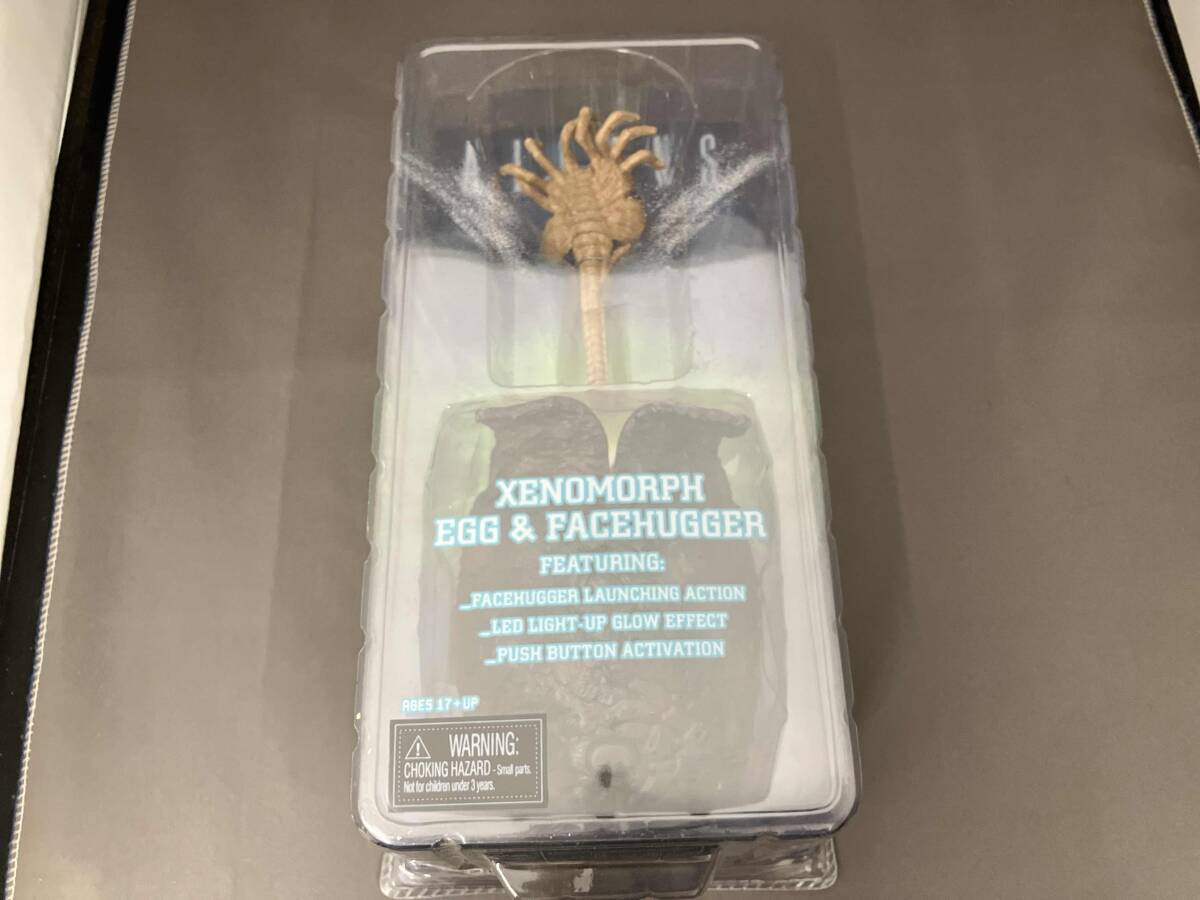 ALIENS
XENOMORPH
EGG & FACEHUGGER
FEATURING:
_FACEHUGGER LAUNCHING ACTION
_LED LIGHT-UP GLOW EFFECT
_PUSH BUTTON ACTIVATION
AGES 17+UP
WARNING:
CHOKING HAZARD - Small parts.
Not for children under 3 years.